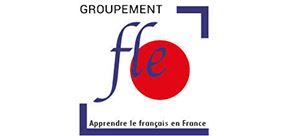 GROUPEMENT
fle
Apprendre le français en France